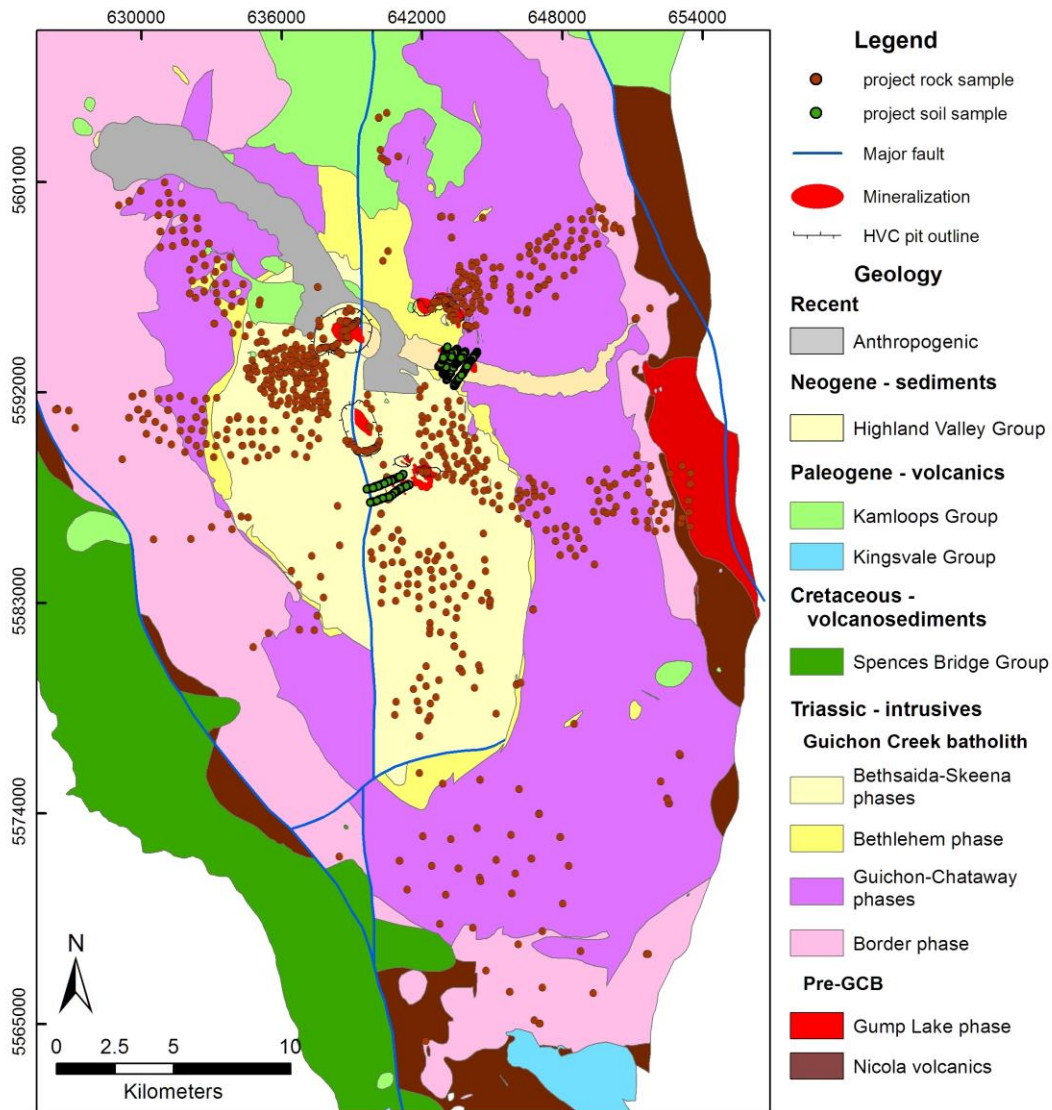 630000 636000 642000 648000 654000
5601000
5592000
5583000
5574000
5565000
N
0 2.5 5 10
Kilometers
Legend
project rock sample
project soil sample
Major fault
Mineralization
HVC pit outline
Geology
Recent
Anthropogenic
Neogene - sediments
Highland Valley Group
Paleogene - volcanics
Kamloops Group
Kingsvale Group
Cretaceous -
volcanosediments
Spences Bridge Group
Triassic - intrusives
Guichon Creek batholith
Bethsaida-Skeena
phases
Bethlehem phase
Guichon-Chataway
phases
Border phase
Pre-GCB
Gump Lake phase
Nicola volcanics